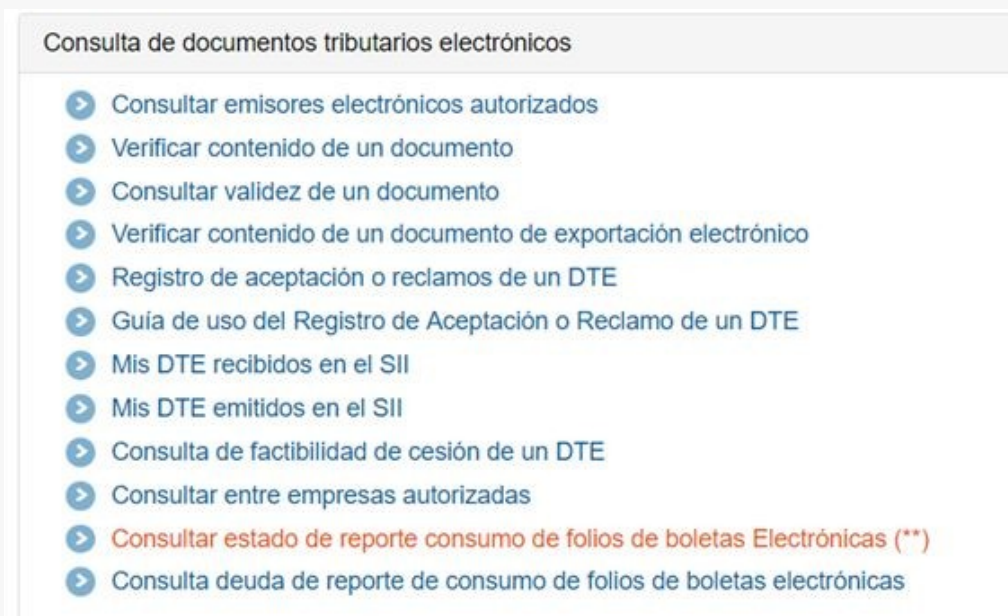 Consulta de documentos tributarios electrónicos
Consultar emisores electrónicos autorizados
Verificar contenido de un documento
Consultar validez de un documento
Verificar contenido de un documento de exportación electrónico
Registro de aceptación o reclamos de un DTE
Guía de uso del Registro de Aceptación o Reclamo de un DTE
Mis DTE recibidos en el SII
Mis DTE emitidos en el SII
Consulta de factibilidad de cesión de un DTE
Consultar entre empresas autorizadas
Consultar estado de reporte consumo de folios de boletas Electrónicas (**)
Consulta deuda de reporte de consumo de folios de boletas electrónicas